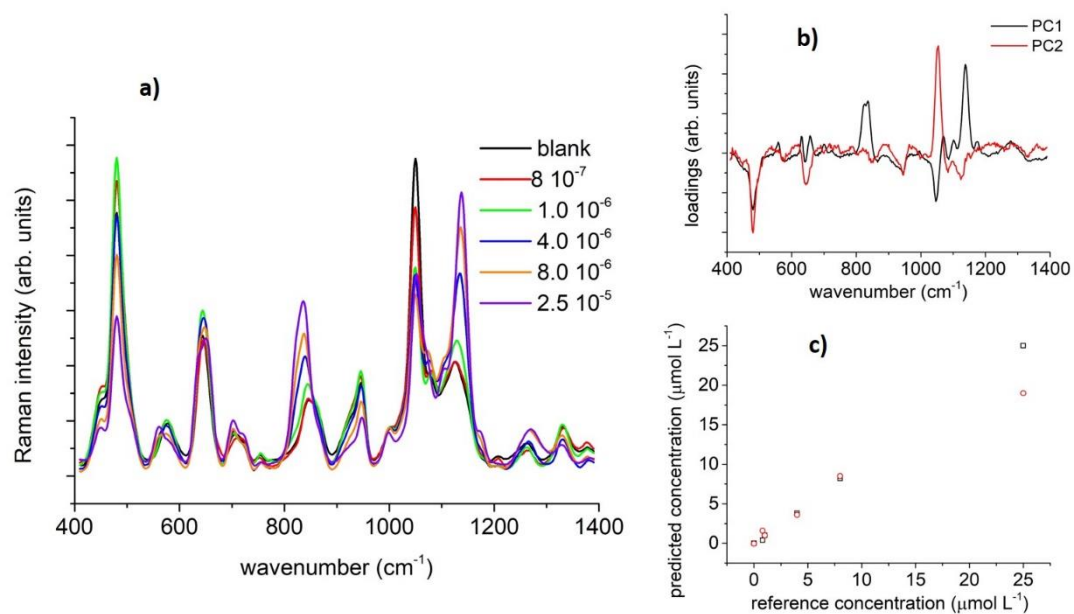 a)
Raman intensity (arb. units)
blank
8 10⁻⁷
1.0 10⁻⁶
4.0 10⁻⁶
8.0 10⁻⁶
2.5 10⁻⁵
400 600 800 1000 1200 1400
wavenumber (cm⁻¹)
b)
PC1
PC2
loadings (arb. units)
400 600 800 1000 1200 1400
wavenumber (cm⁻¹)
c)
predicted concentration (μmol L⁻¹)
25
20
15
10
5
0
0 5 10 15 20 25
reference concentration (μmol L⁻¹)